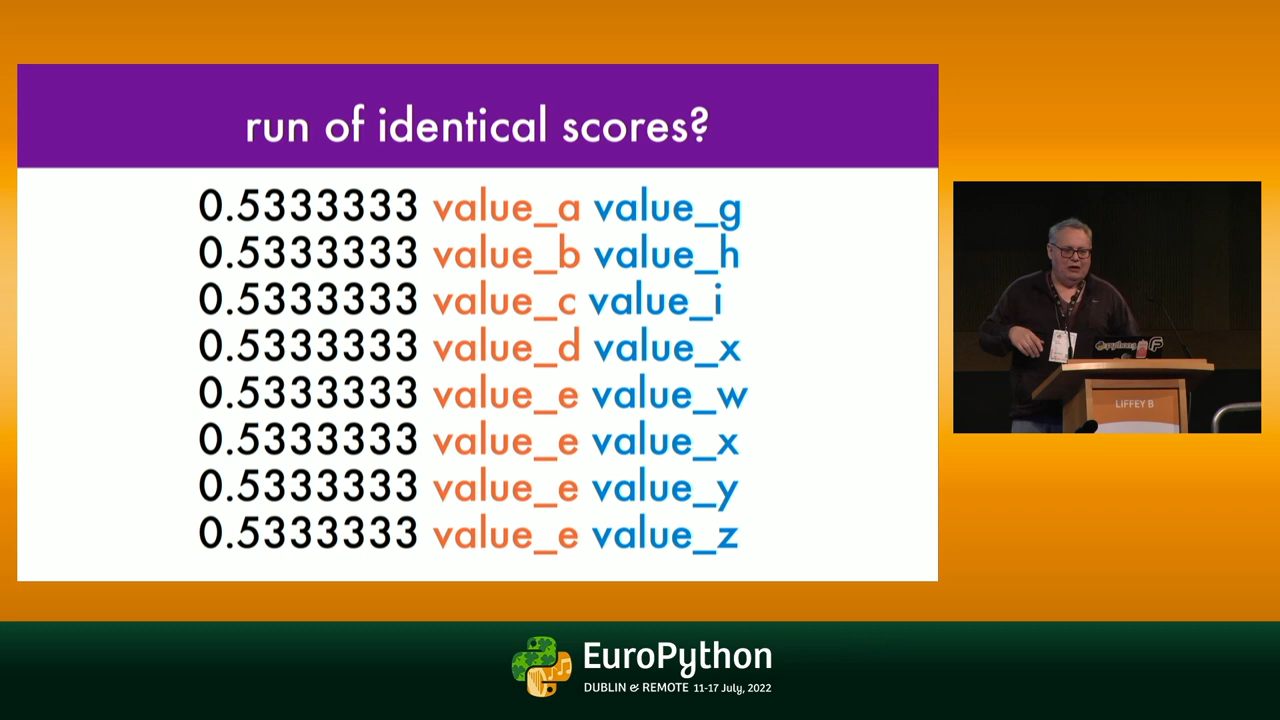 run of identical scores?
0.5333333 value_a value_g
0.5333333 value_b value_h
0.5333333 value_c value_i
0.5333333 value_d value_x
0.5333333 value_e value_w
0.5333333 value_e value_x
0.5333333 value_e value_y
0.5333333 value_e value_z
LIFFEY B
EuroPython
DUBLIN & REMOTE 11-17 July, 2022